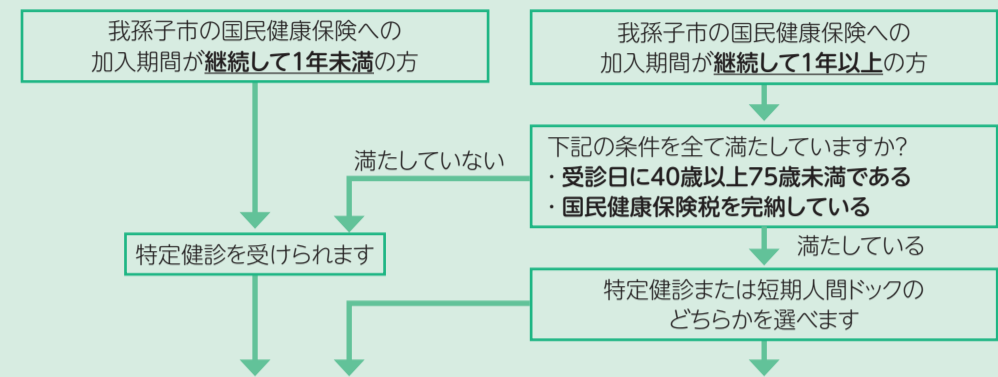 我孫子市の国民健康保険への
加入期間が継続して1年未満の方
我孫子市の国民健康保険への
加入期間が継続して1年以上の方
下記の条件を全て満たしていますか?
・受診日に40歳以上75歳未満である
・国民健康保険税を完納している
満たしていない
満たしている
特定健診を受けられます
特定健診または短期人間ドックの
どちらかを選べます